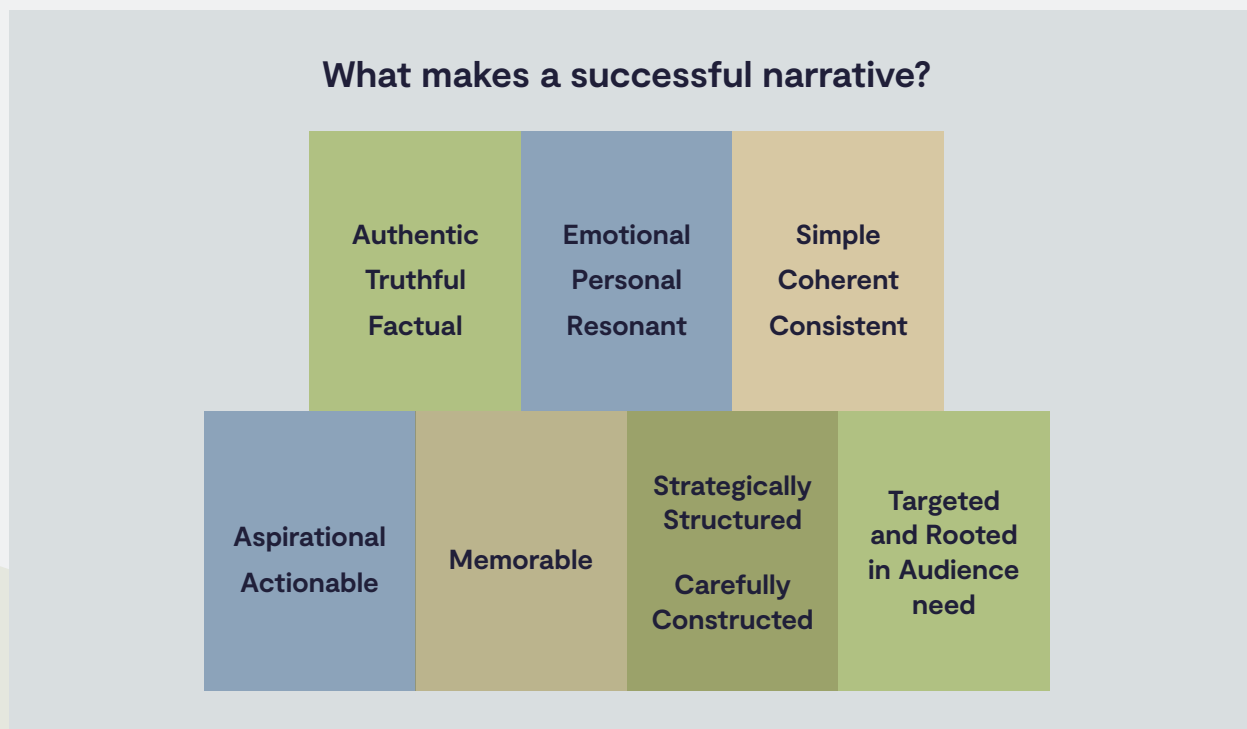 What makes a successful narrative?
Authentic
Truthful
Factual
Emotional
Personal
Resonant
Simple
Coherent
Consistent
Aspirational
Actionable
Memorable
Strategically
Structured
Carefully
Constructed
Targeted
and Rooted
in Audience
need